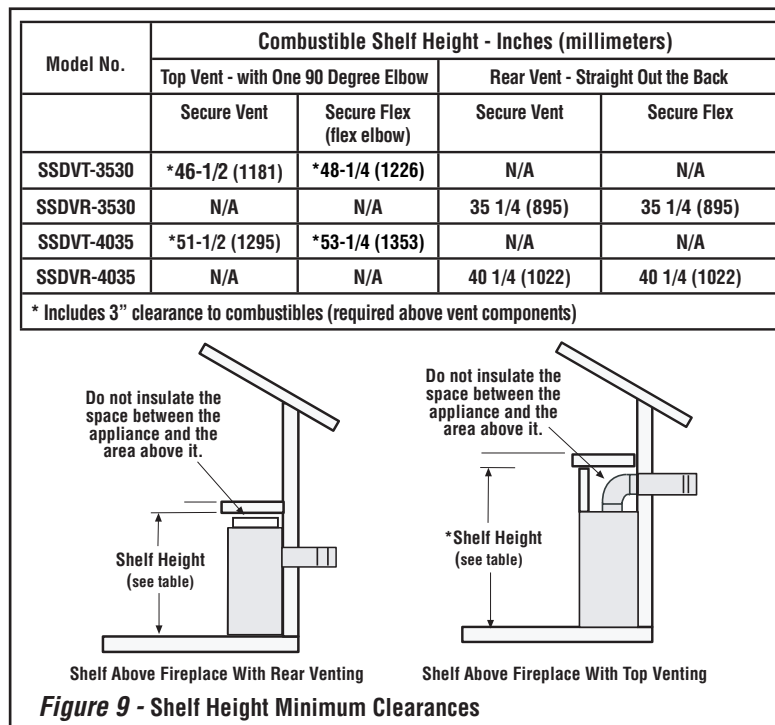 Combustible Shelf Height - Inches (millimeters)
Model No.
Top Vent - with One 90 Degree Elbow Rear Vent - Straight Out the Back
Secure Vent Secure Flex (flex elbow) Secure Vent Secure Flex
SSDVT-3530 *46-1/2 (1181) *48-1/4 (1226) N/A N/A
SSDVR-3530 N/A N/A 35 1/4 (895) 35 1/4 (895)
SSDVT-4035 *51-1/2 (1295) *53-1/4 (1353) N/A N/A
SSDVR-4035 N/A N/A 40 1/4 (1022) 40 1/4 (1022)
* Includes 3" clearance to combustibles (required above vent components)
Do not insulate the
space between the
appliance and the
area above it.
Shelf Height
(see table)
Shelf Above Fireplace With Rear Venting
Do not insulate the
space between the
appliance and the
area above it.
*Shelf Height
(see table)
Shelf Above Fireplace With Top Venting
Figure 9 - Shelf Height Minimum Clearances